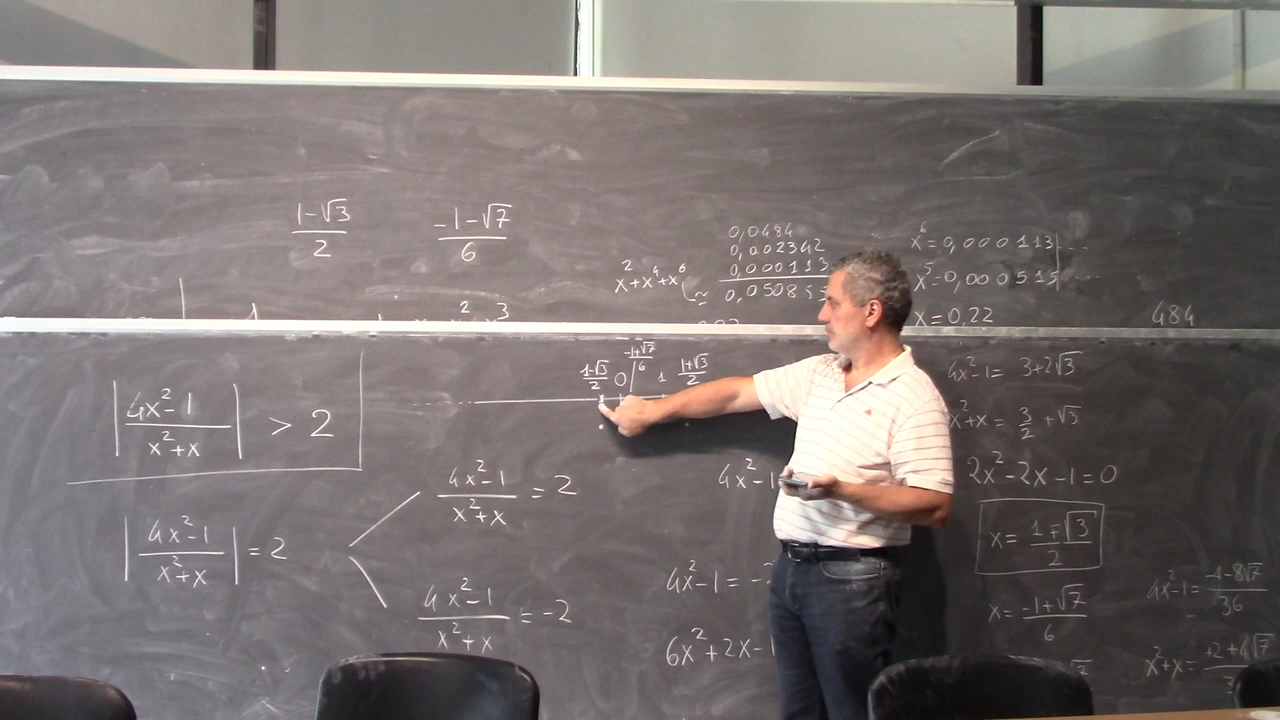 (1-√3)/2
(-1-√7)/6
0,0484
0,002342
0,000113
x²+x⁴+x⁶ ≃ 0,0508
x⁶=0,000113...
x⁵=0,000515...
x=0,22
484
|(4x²-1)/(x²+x)| > 2
|(4x²-1)/(x²+x)| = 2
(4x²-1)/(x²+x) = 2
(4x²-1)/(x²+x) = -2
(1-√3)/2 0 (-1+√7)/6 1 (1+√3)/2
4x²-1
4x²-1 = -2
6x²+2x-1
4x²-1 = 3+2√3
x²+x = 3/2 + √3
2x²-2x-1=0
x= (1∓√3)/2
x= (-1+√7)/6
4x²-1= (-4-8√7)/36
x²+x= (+2+4√7)/3